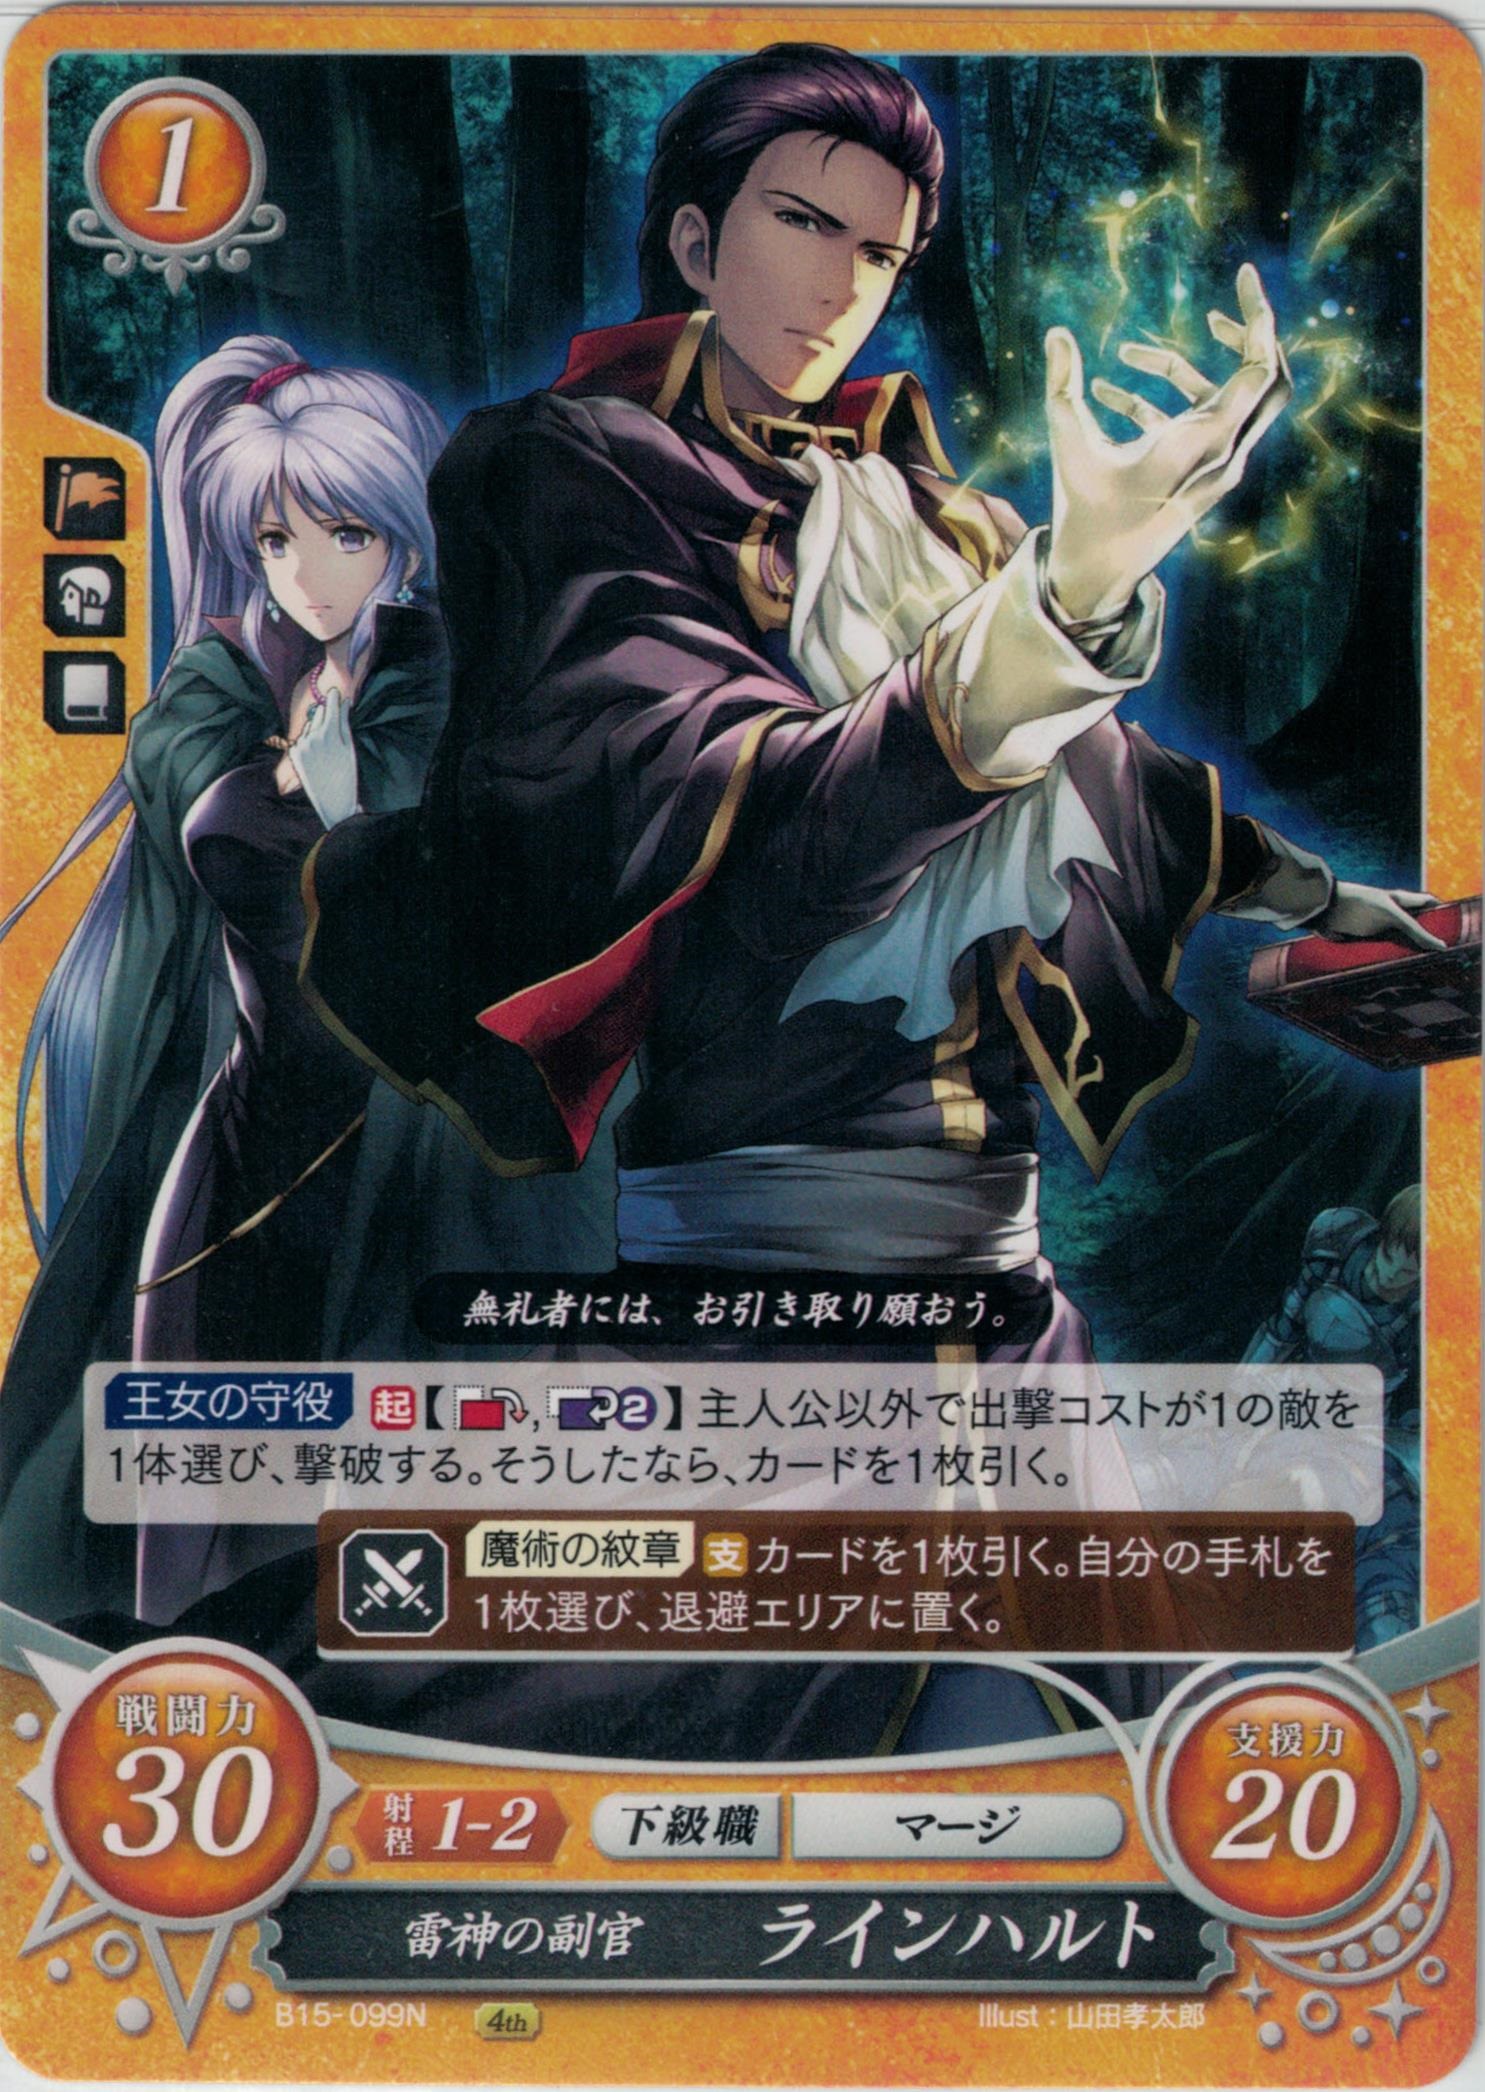 1
無礼者には、お引き取り願おう。
王女の守役 起【 , 2】主人公以外で出撃コストが1の敵を
1体選び、撃破する。そうしたなら、カードを1枚引く。
魔術の紋章 支 カードを1枚引く。自分の手札を
1枚選び、退避エリアに置く。
戦闘力
30
射程 1-2
下級職
マージ
支援力
20
雷神の副官 ラインハルト
B15-099N
4th
Illust：山田孝太郎